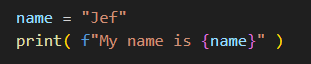 name = "Jef"
print( f"My name is {name}" )